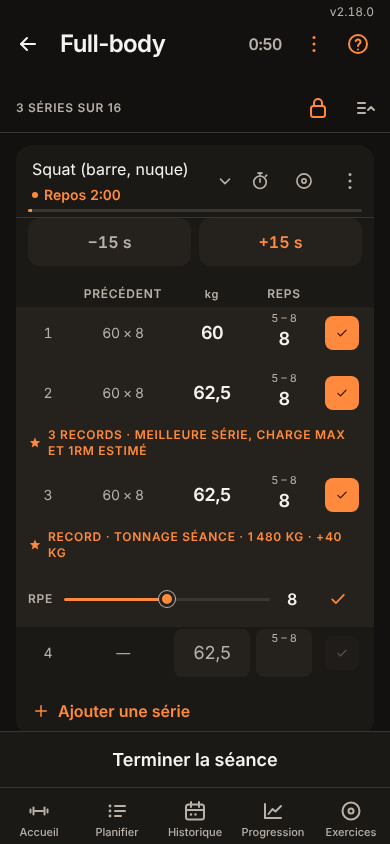 v2.18.0
Full-body
0:50
3 SÉRIES SUR 16
Squat (barre, nuque)
Repos 2:00
−15 s
+15 s
PRÉCÉDENT kg REPS
5 – 8
1 60 × 8 60 8
5 – 8
2 60 × 8 62,5 8
3 RECORDS · MEILLEURE SÉRIE, CHARGE MAX
ET 1RM ESTIMÉ
5 – 8
3 60 × 8 62,5 8
RECORD · TONNAGE SÉANCE · 1 480 KG · +40
KG
RPE 8
5 – 8
4 — 62,5
+ Ajouter une série
Terminer la séance
Accueil Planifier Historique Progression Exercices